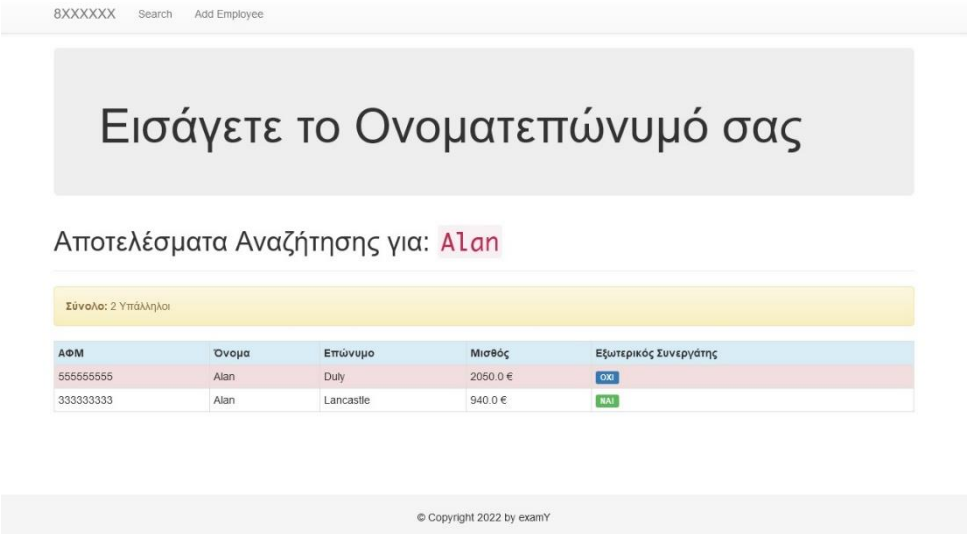 8XXXXXX Search Add Employee
Εισάγετε το Ονοματεπώνυμό σας
Αποτελέσματα Αναζήτησης για: Alan
Σύνολο: 2 Υπάλληλοι
ΑΦΜ Όνομα Επώνυμο Μισθός Εξωτερικός Συνεργάτης
555555555 Alan Duly 2050.0 € ΟΧΙ
333333333 Alan Lancastle 940.0 € ΝΑΙ
© Copyright 2022 by examY